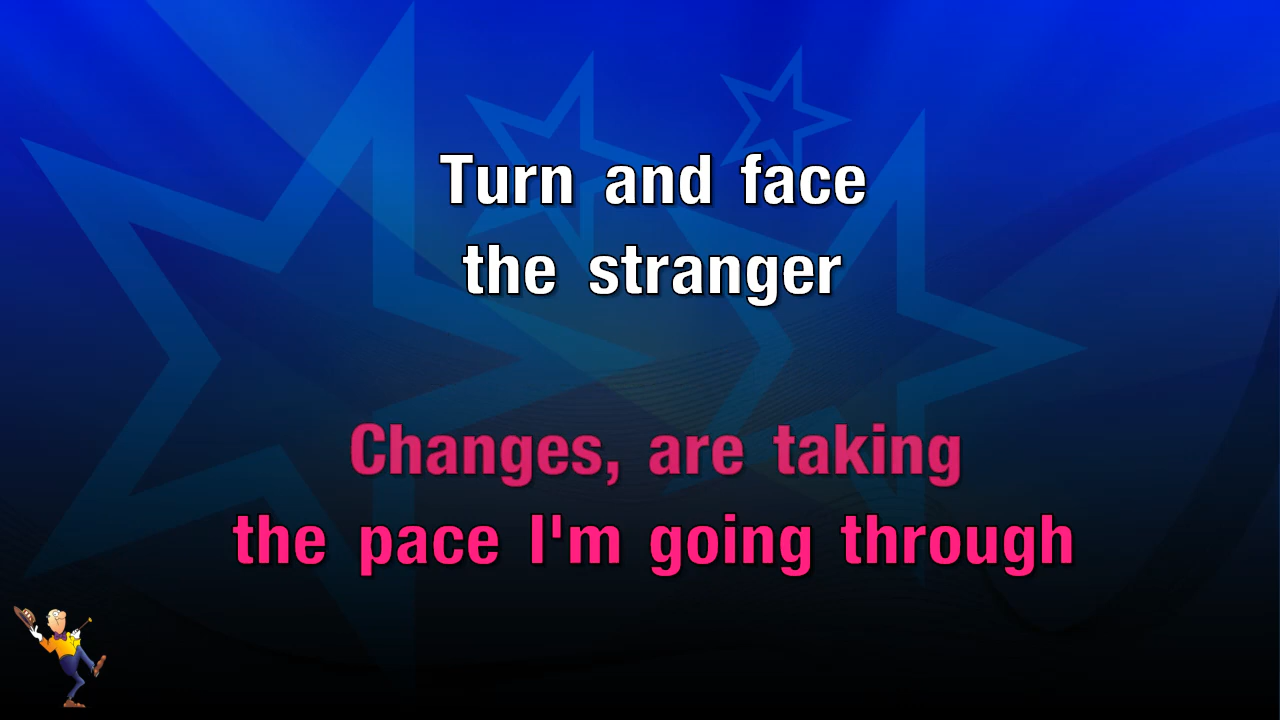 Turn and face
the stranger
Changes, are taking
the pace I'm going through